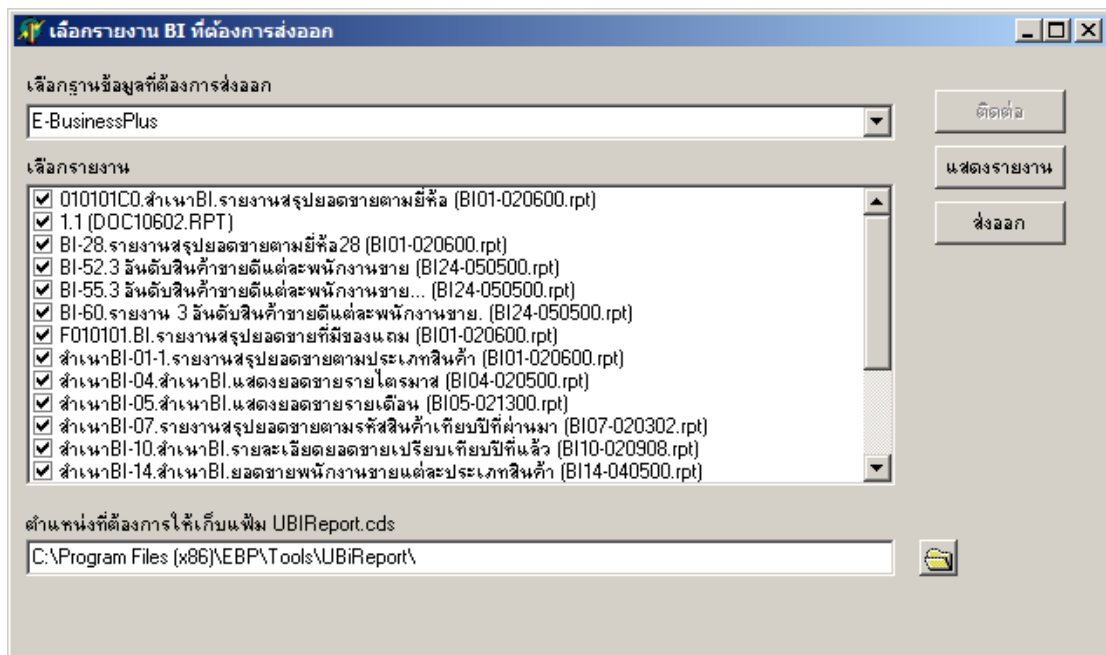 เลือกรายงาน BI ที่ต้องการส่งออก
เลือกฐานข้อมูลที่ต้องการส่งออก
E-BusinessPlus
ติดต่อ
เลือกรายงาน
แสดงรายงาน
ส่งออก
010101C0.สำเนาBI.รายงานสรุปยอดขายตามยี่ห้อ (BI01-020600.rpt)
1.1 (DOC10602.RPT)
BI-28.รายงานสรุปยอดขายตามยี่ห้อ28 (BI01-020600.rpt)
BI-52.3 อันดับสินค้าขายดีแต่ละพนักงานขาย (BI24-050500.rpt)
BI-55.3 อันดับสินค้าขายดีแต่ละพนักงานขาย... (BI24-050500.rpt)
BI-60.รายงาน 3 อันดับสินค้าขายดีแต่ละพนักงานขาย. (BI24-050500.rpt)
F010101.BI.รายงานสรุปยอดขายที่มีของแถม (BI01-020600.rpt)
สำเนาBI-01-1.รายงานสรุปยอดขายตามประเภทสินค้า (BI01-020600.rpt)
สำเนาBI-04.สำเนาBI.แสดงยอดขายรายไตรมาส (BI04-020500.rpt)
สำเนาBI-05.สำเนาBI.แสดงยอดขายรายเดือน (BI05-021300.rpt)
สำเนาBI-07.รายงานสรุปยอดขายตามรหัสสินค้าเทียบปีที่ผ่านมา (BI07-020302.rpt)
สำเนาBI-10.สำเนาBI.รายละเอียดยอดขายเปรียบเทียบปีที่แล้ว (BI10-020908.rpt)
สำเนาBI-14.สำเนาBI.ยอดขายพนักงานขายแต่ละประเภทสินค้า (BI14-040500.rpt)
ตำแหน่งที่ต้องการให้เก็บแฟ้ม UBIReport.cds
C:\Program Files (x86)\EBP\Tools\UBiReport\